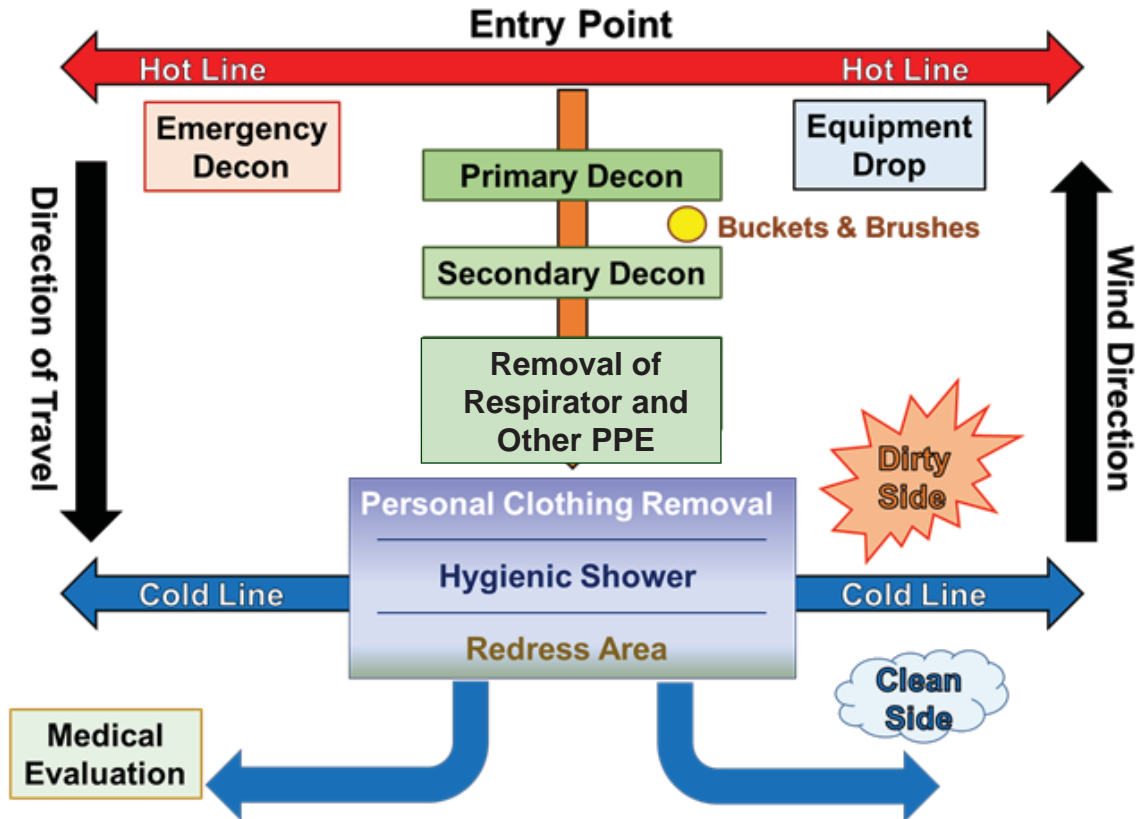 Entry Point
Hot Line
Hot Line
Emergency
Decon
Equipment
Drop
Primary Decon
Buckets & Brushes
Secondary Decon
Direction of Travel
Wind Direction
Removal of
Respirator and
Other PPE
Dirty
Side
Personal Clothing Removal
Hygienic Shower
Cold Line
Cold Line
Redress Area
Clean
Side
Medical
Evaluation